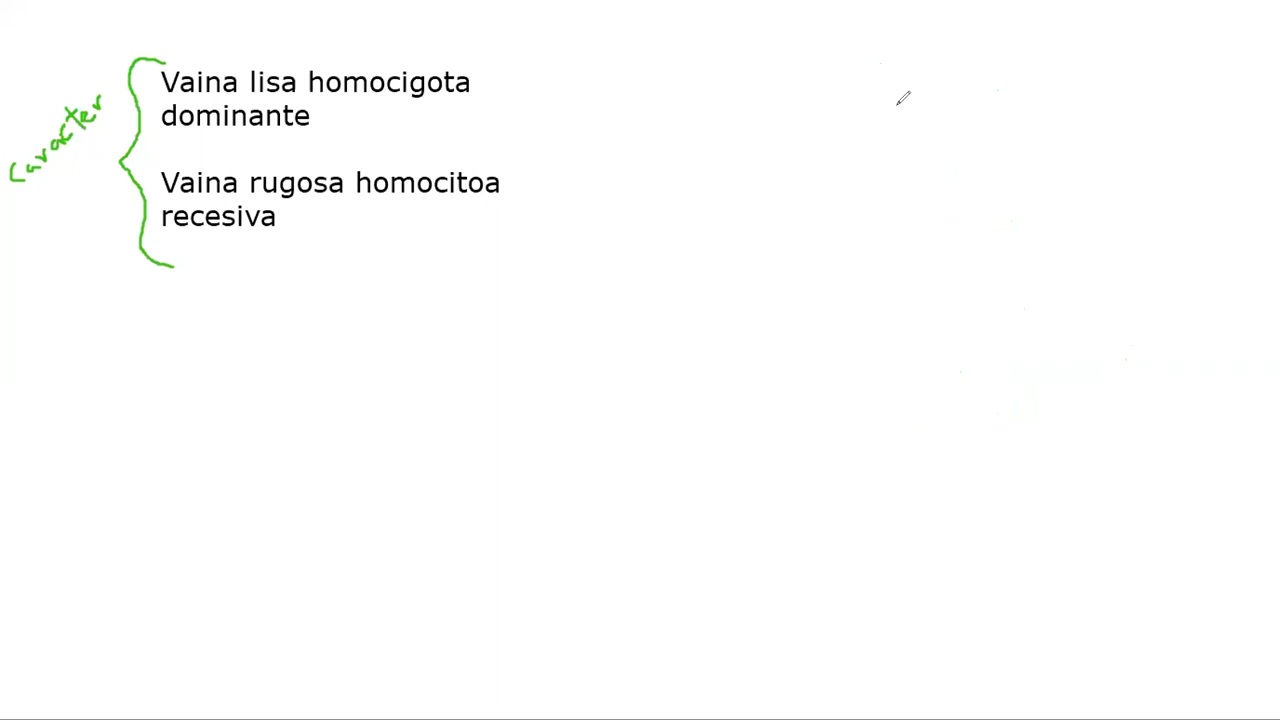 Caracter
Vaina lisa homocigota
dominante
Vaina rugosa homocitoa
recesiva